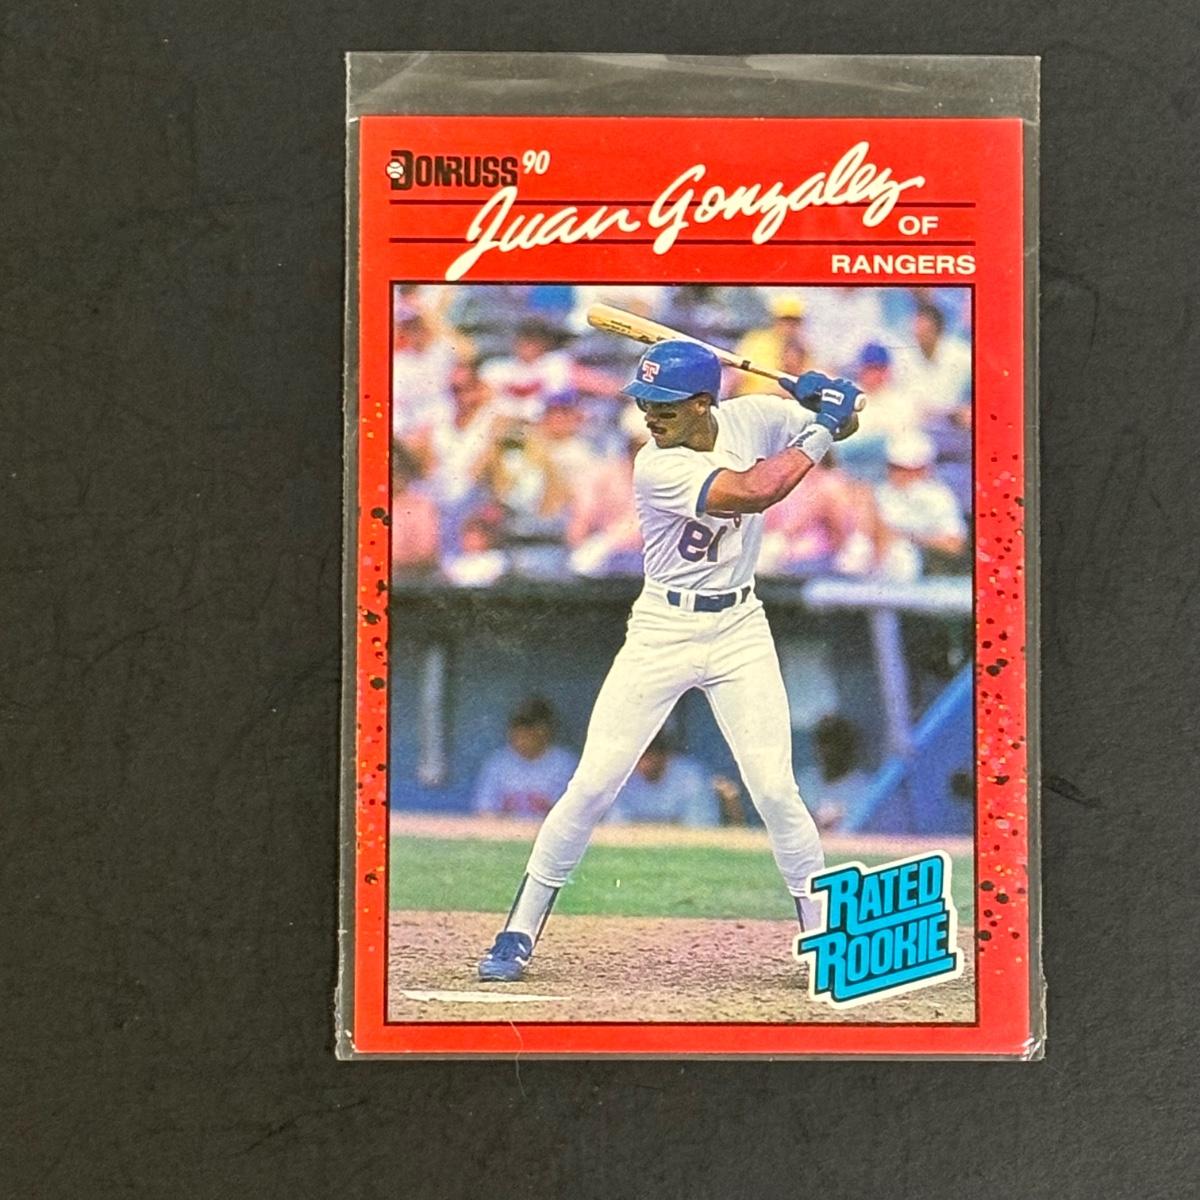 DONRUSS '90
Juan Gonzalez
OF
RANGERS
T
RATED
ROOKIE